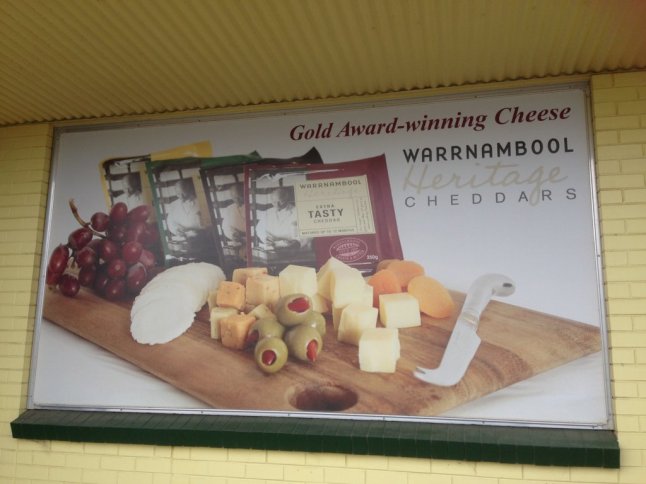 Gold Award-winning Cheese
WARRNAMBOOL
Heritage
CHEDDARS
WARRNAMBOOL
EXTRA
TASTY
CHEDDAR
250g